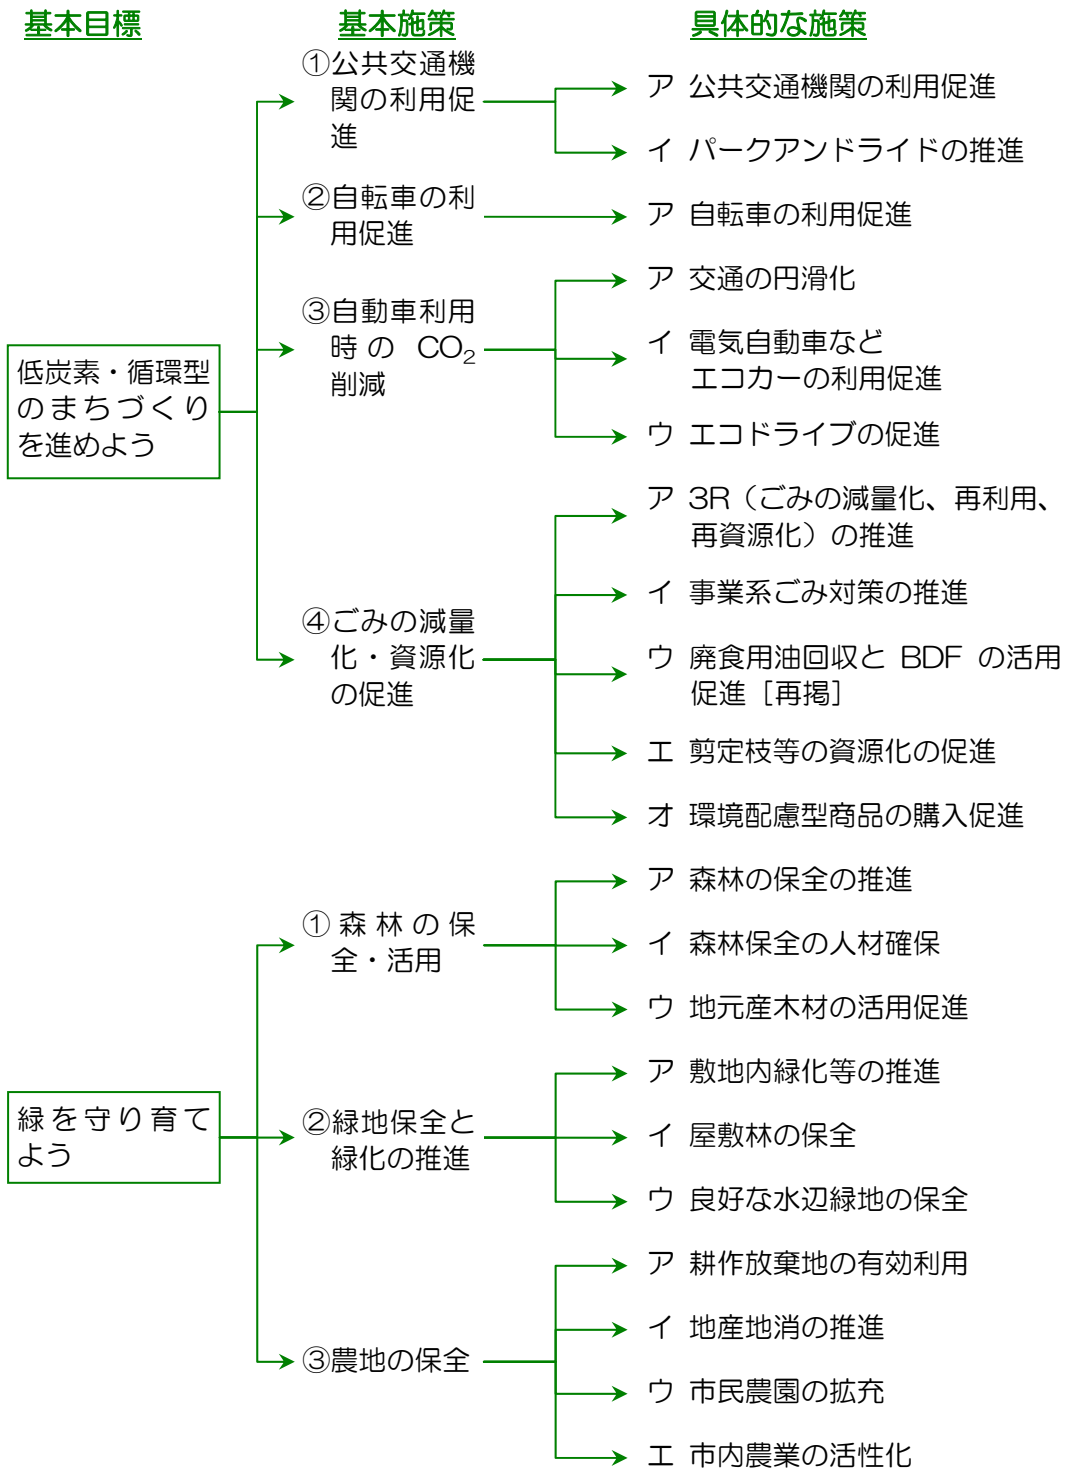 基本目標
基本施策
具体的な施策
低炭素・循環型
のまちづくり
を進めよう
①公共交通機
関の利用促
進
ア 公共交通機関の利用促進
イ パークアンドライドの推進
②自転車の利
用促進
ア 自転車の利用促進
③自動車利用
時の CO₂
削減
ア 交通の円滑化
イ 電気自動車など
エコカーの利用促進
ウ エコドライブの促進
④ごみの減量
化・資源化
の促進
ア 3R（ごみの減量化、再利用、
再資源化）の推進
イ 事業系ごみ対策の推進
ウ 廃食用油回収と BDF の活用
促進［再掲］
エ 剪定枝等の資源化の促進
オ 環境配慮型商品の購入促進
緑を守り育て
よう
①森林の保
全・活用
ア 森林の保全の推進
イ 森林保全の人材確保
ウ 地元産木材の活用促進
②緑地保全と
緑化の推進
ア 敷地内緑化等の推進
イ 屋敷林の保全
ウ 良好な水辺緑地の保全
③農地の保全
ア 耕作放棄地の有効利用
イ 地産地消の推進
ウ 市民農園の拡充
エ 市内農業の活性化